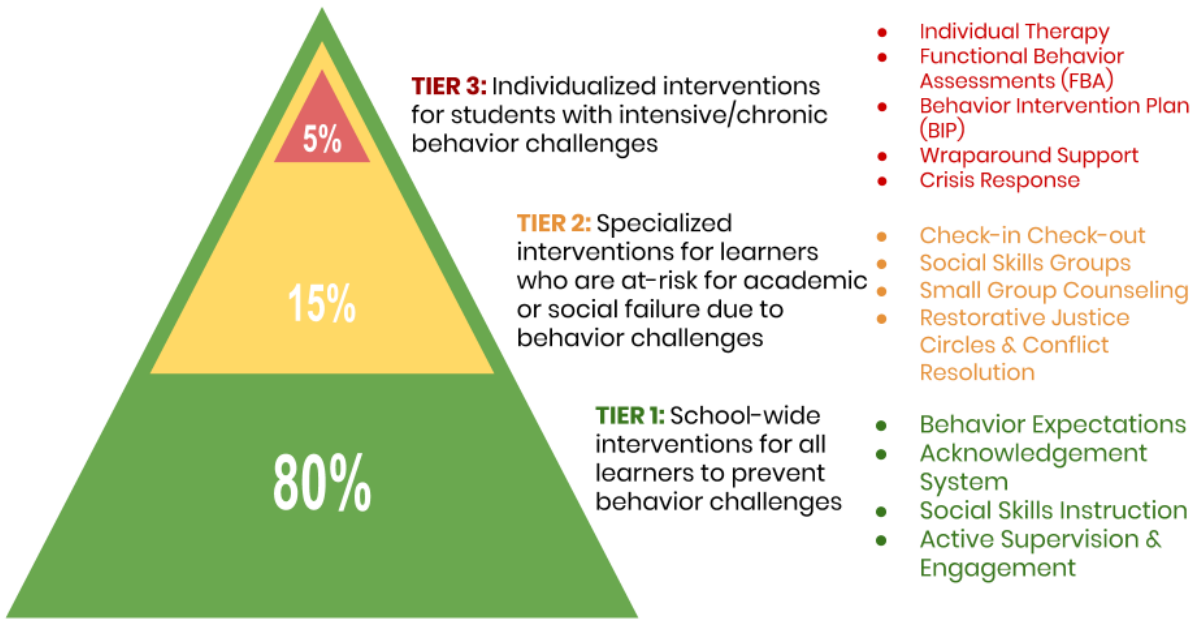 5%
TIER 3: Individualized interventions
for students with intensive/chronic
behavior challenges
● Individual Therapy
● Functional Behavior
Assessments (FBA)
● Behavior Intervention Plan
(BIP)
● Wraparound Support
● Crisis Response
15%
TIER 2: Specialized
interventions for learners
who are at-risk for academic
or social failure due to
behavior challenges
● Check-in Check-out
● Social Skills Groups
● Small Group Counseling
● Restorative Justice
Circles & Conflict
Resolution
80%
TIER 1: School-wide
interventions for all
learners to prevent
behavior challenges
● Behavior Expectations
● Acknowledgement
System
● Social Skills Instruction
● Active Supervision &
Engagement